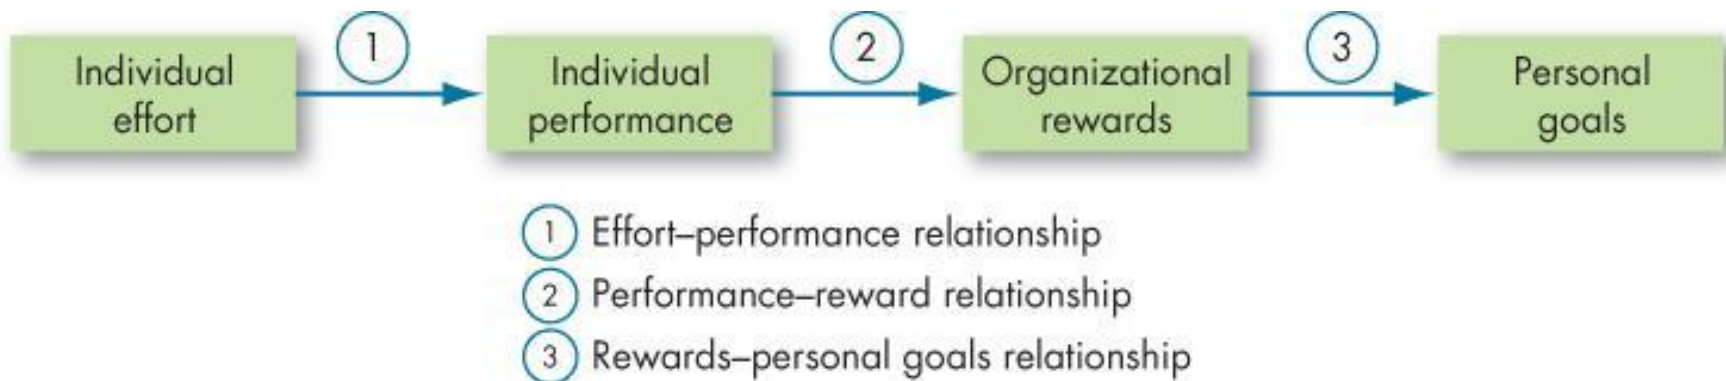 1
2
3
Individual
effort
Individual
performance
Organizational
rewards
Personal
goals
1 Effort–performance relationship
2 Performance–reward relationship
3 Rewards–personal goals relationship